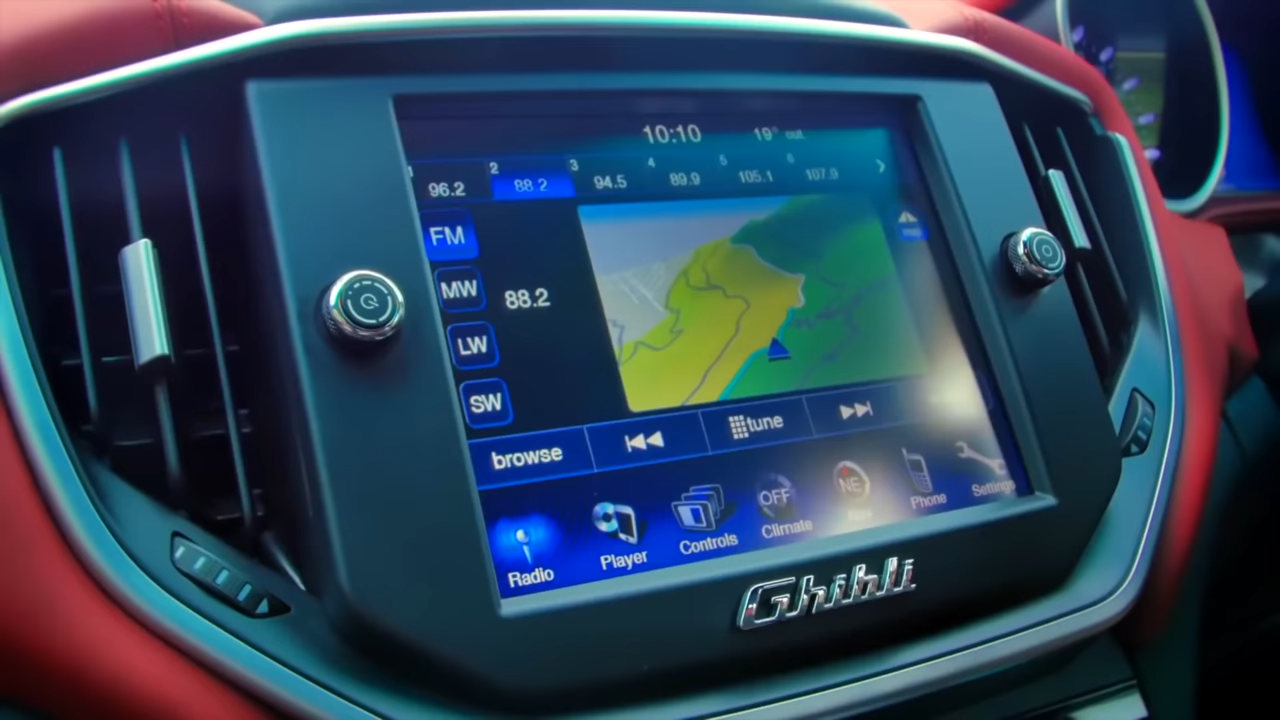 10:10 19° out
1 2 3 4 5 6
96.2 88.2 94.5 89.9 105.1 107.9
FM
MW
88.2
LW
SW
browse tune
OFF NE
Radio Player Controls Climate Phone Settings
Ghibli